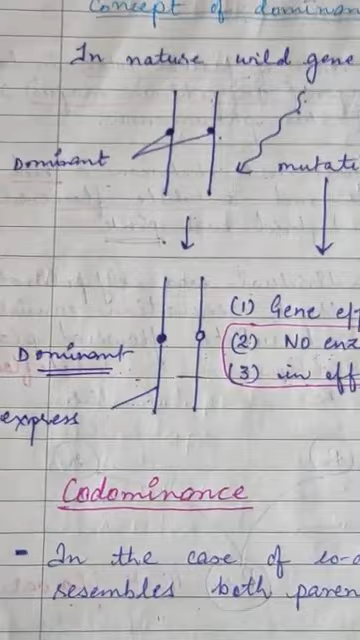 Concept of dominan
In nature wild gene
Dominant
mutati
(1) Gene eff
Dominant
(2) No enz
(3) in eff
express
Codominance
- In the case of co-d
resembles both paren